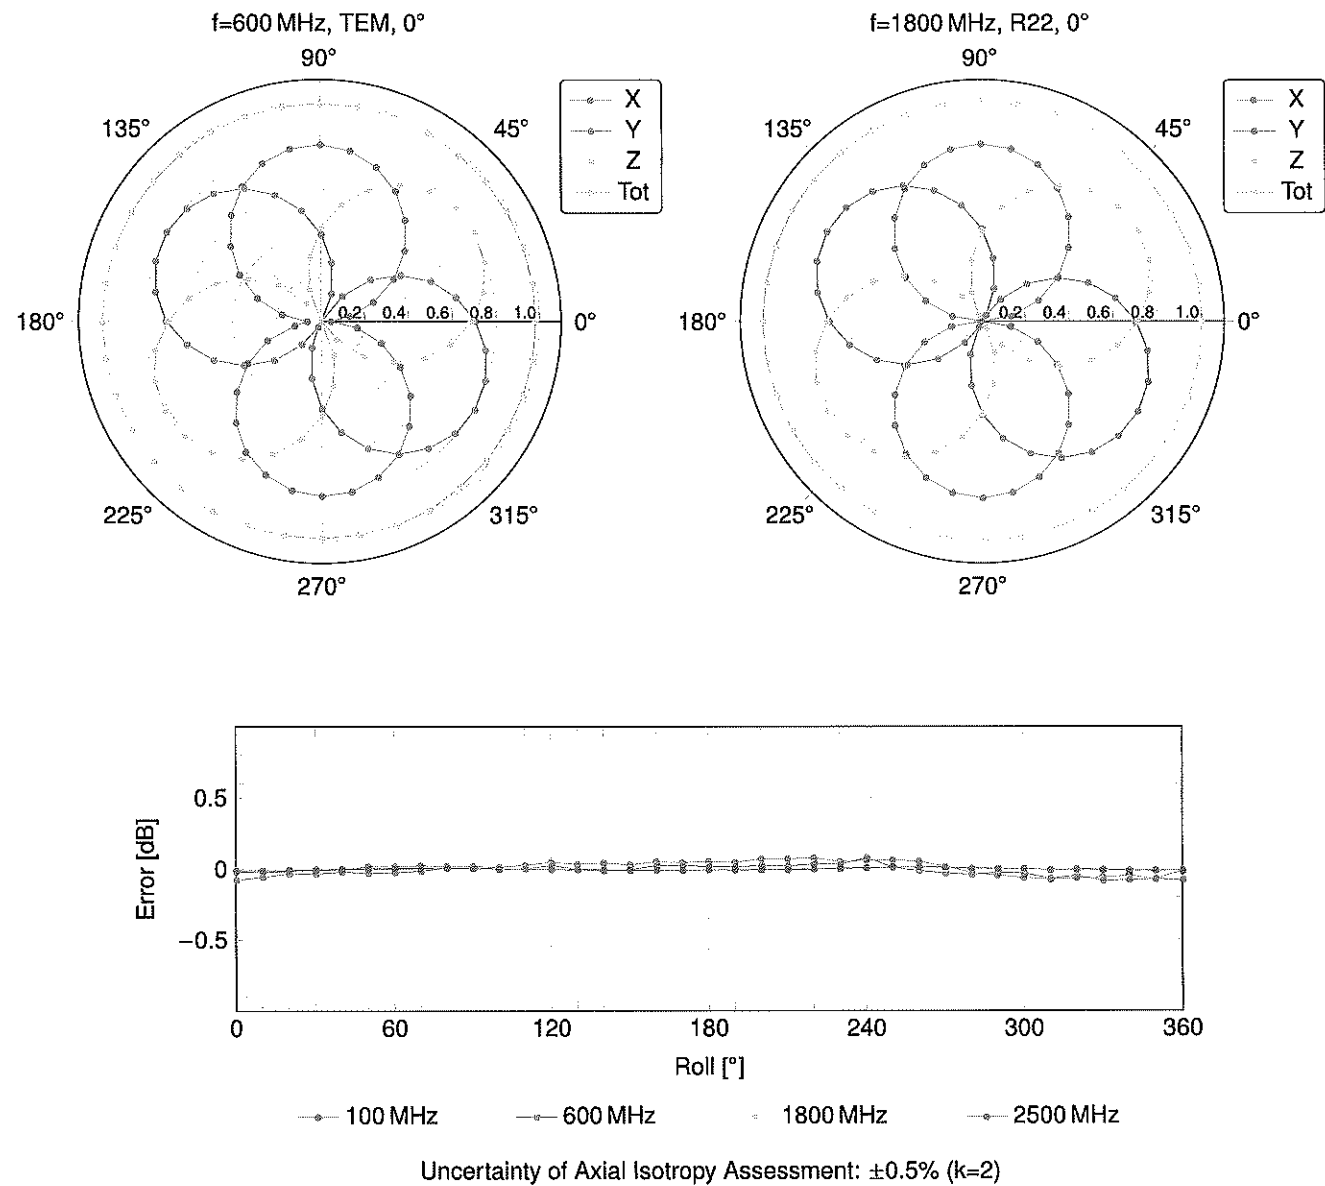 f=600 MHz, TEM, 0°
90°
135°
45°
180°
0°
225°
315°
270°
0.2 0.4 0.6 0.8 1.0
X
Y
Z
Tot
f=1800 MHz, R22, 0°
90°
135°
45°
180°
0°
225°
315°
270°
0.2 0.4 0.6 0.8 1.0
X
Y
Z
Tot
Error [dB]
0.5
0
−0.5
0 60 120 180 240 300 360
Roll [°]
100 MHz 600 MHz 1800 MHz 2500 MHz
Uncertainty of Axial Isotropy Assessment: ±0.5% (k=2)